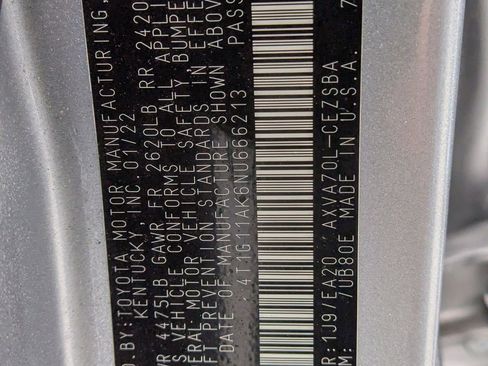 D.BY:TOYOTA MOTOR MANUFACTURING,
KENTUCKY, INC. 01/22
WR 4475LB GAWR FR 2620LB RR 2420
S VEHICLE CONFORMS TO ALL APPLI
ERAL MOTOR VEHICLE SAFETY, BUMPE
FT PREVENTION STANDARDS IN EFFE
DATE OF MANUFACTURE SHOWN ABOV
4T1G11AK6NU666213 PASS
R:1J9/EA20 AXVA70L-CEZSBA 7
M: /UB80E MADE IN U.S.A.